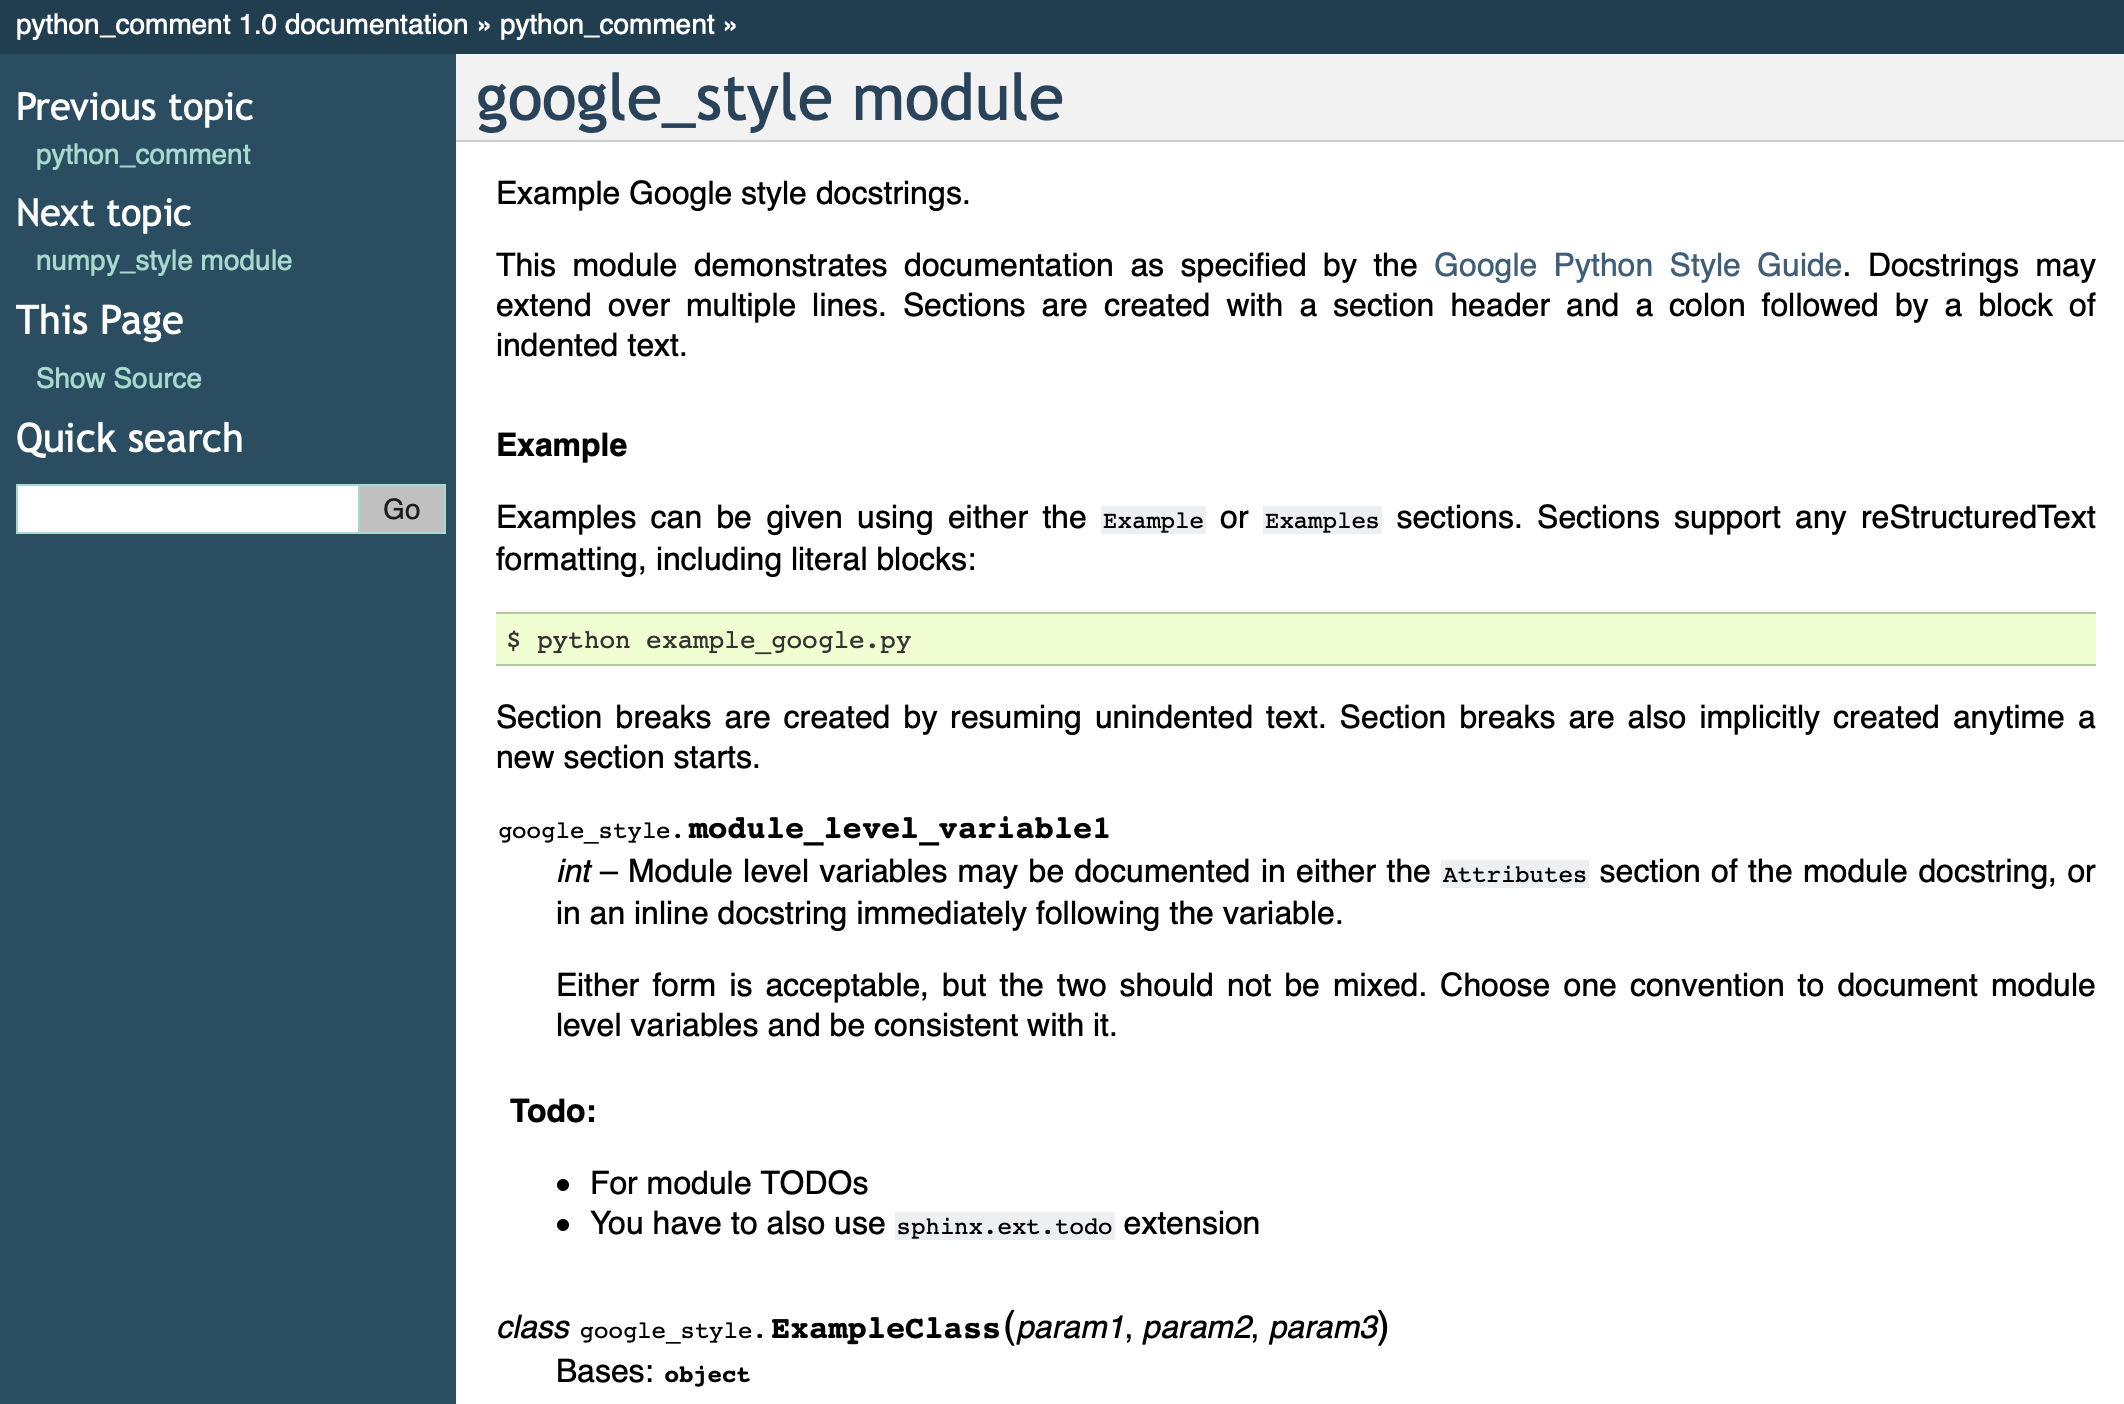 python_comment 1.0 documentation » python_comment »
Previous topic
python_comment
Next topic
numpy_style module
This Page
Show Source
Quick search
Go
google_style module
Example Google style docstrings.
This module demonstrates documentation as specified by the Google Python Style Guide. Docstrings may
extend over multiple lines. Sections are created with a section header and a colon followed by a block of
indented text.
Example
Examples can be given using either the Example or Examples sections. Sections support any reStructuredText
formatting, including literal blocks:
$ python example_google.py
Section breaks are created by resuming unindented text. Section breaks are also implicitly created anytime a
new section starts.
google_style.module_level_variable1
int – Module level variables may be documented in either the Attributes section of the module docstring, or
in an inline docstring immediately following the variable.
Either form is acceptable, but the two should not be mixed. Choose one convention to document module
level variables and be consistent with it.
Todo:
• For module TODOs
• You have to also use sphinx.ext.todo extension
class google_style.ExampleClass(param1, param2, param3)
Bases: object